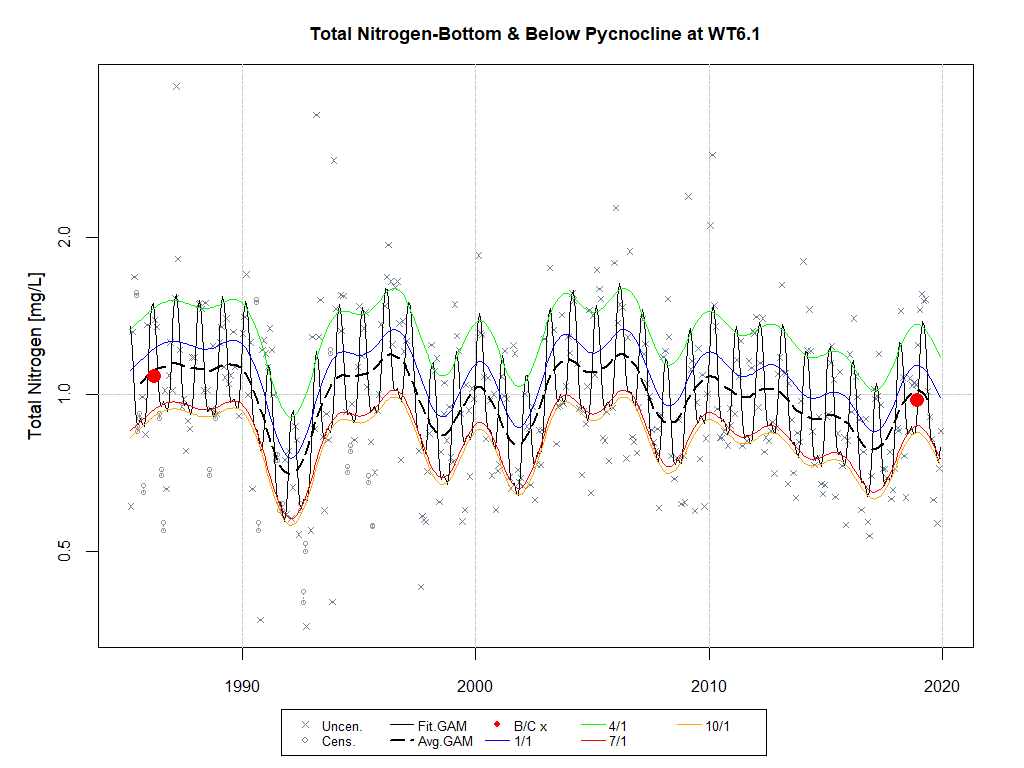 Total Nitrogen-Bottom & Below Pycnocline at WT6.1
Total Nitrogen [mg/L]
2.0
1.0
0.5
1990 2000 2010 2020
Uncen. Fit.GAM B/C x 4/1 10/1
Cens. Avg.GAM 1/1 7/1